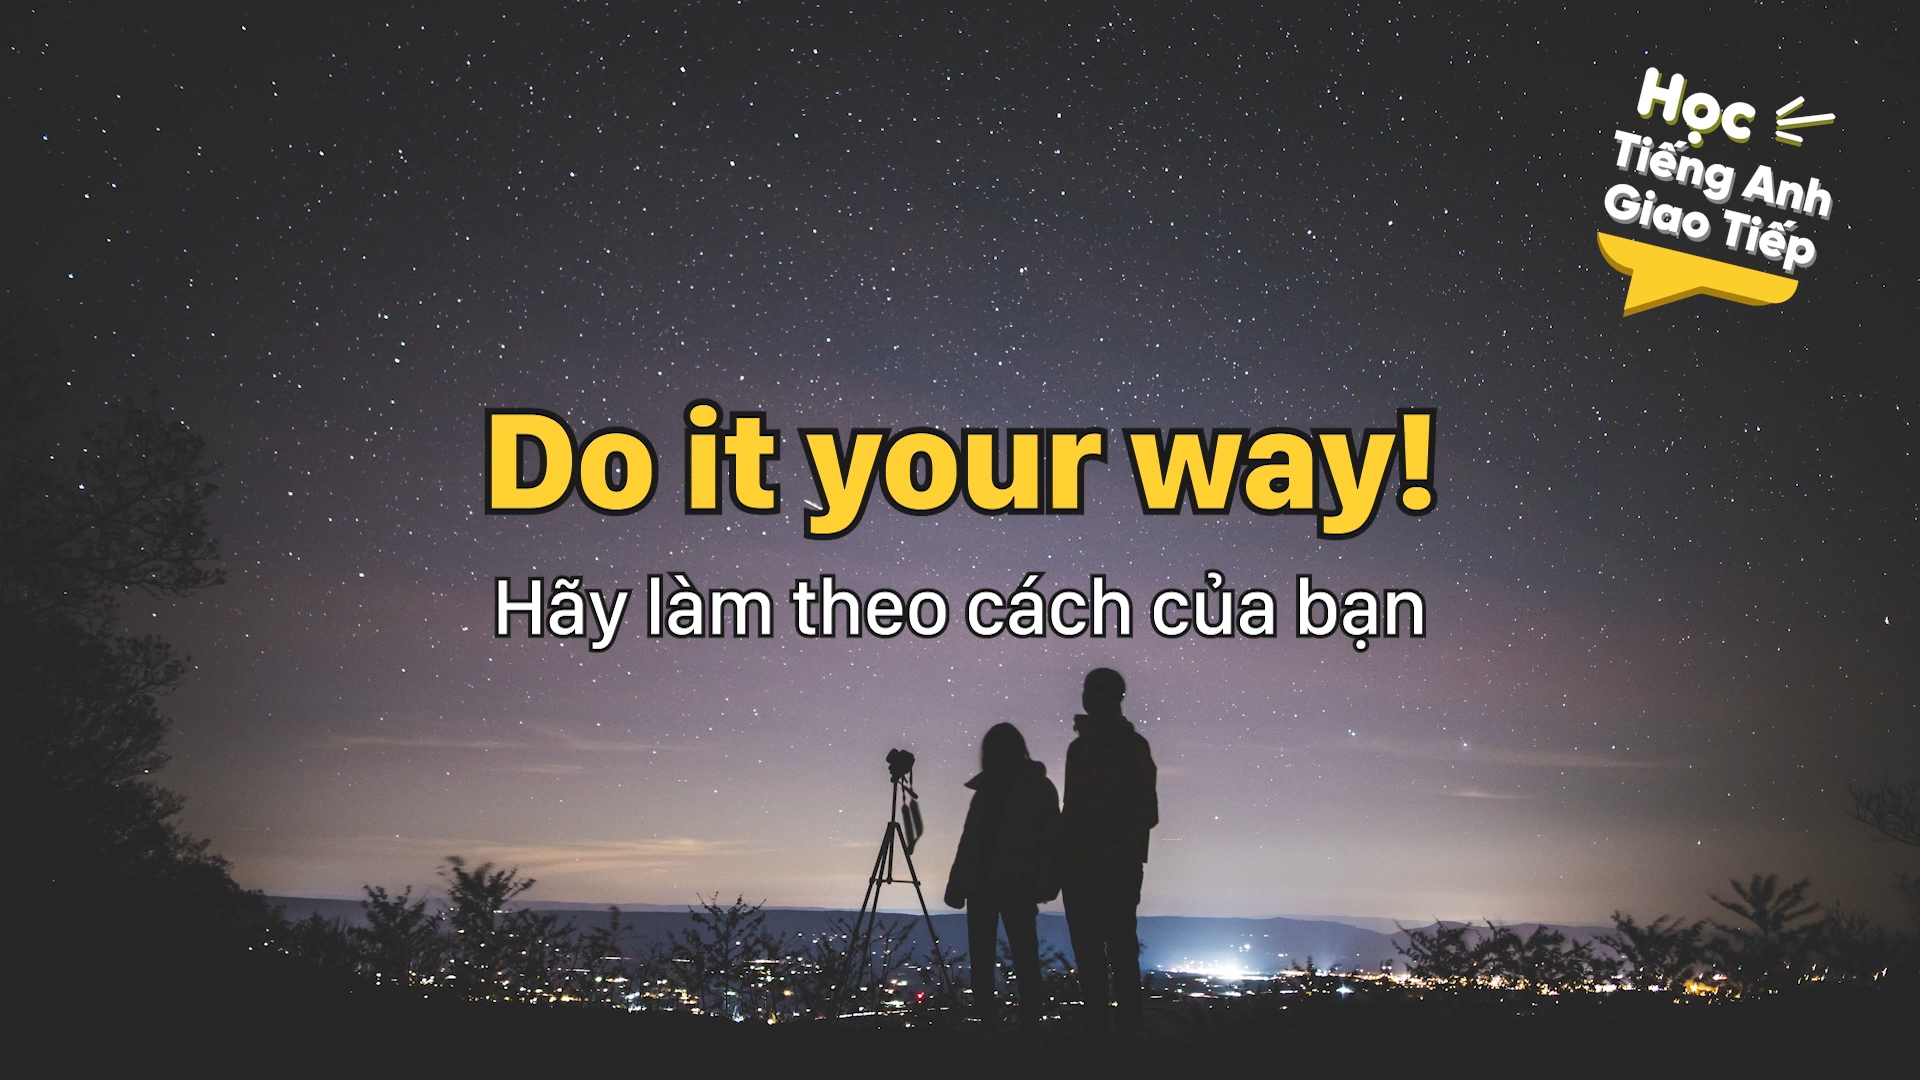 Học
Tiếng Anh
Giao Tiếp
Do it your way!
Hãy làm theo cách của bạn